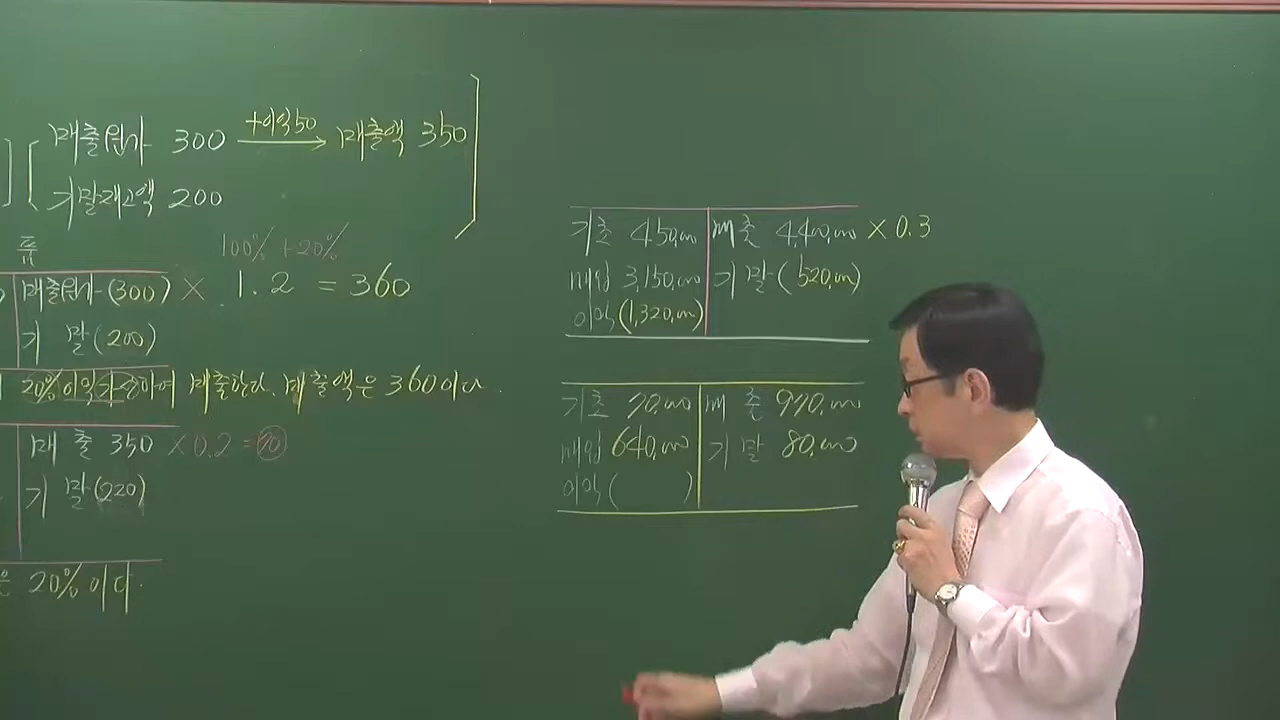 매출원가 300 +이익50 → 매출액 350
기말재고액 200
100% + 20%
매출원가 (300) × 1.2 = 360
기 말 (200)
20% 이익가산하여 매출한다. 매출액은 360이다.
매 출 350 × 0.2 = 70
기 말 (220)
은 20%이다.
기초 450,000 매출 4,400,000 × 0.3
매입 3,150,000 기 말 (520,000)
이익 (1,320,000)
기초 70,000 매 출 970,000
매입 640,000 기 말 80,000
이익 ( )